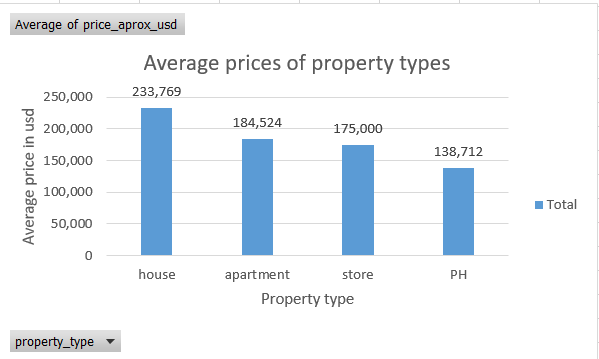 Average of price_aprox_usd
Average prices of property types
Average price in usd
250,000
200,000
150,000
100,000
50,000
0
233,769
184,524
175,000
138,712
house
apartment
store
PH
Property type
Total
property_type